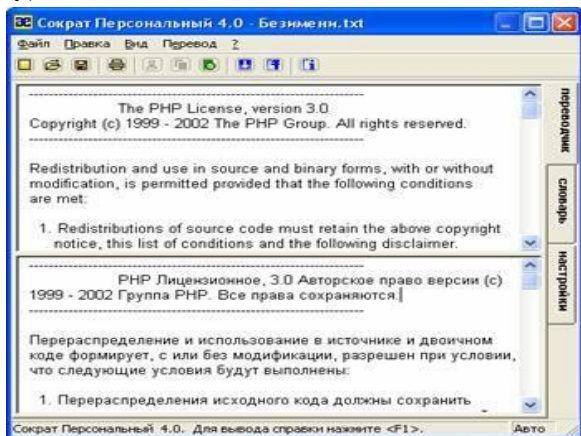 Сократ Персональный 4.0 - Безимени.txt
Файл Правка Вид Перевод ?
--------------------------------------------------------------------
The PHP License, version 3.0
Copyright (c) 1999 - 2002 The PHP Group. All rights reserved.
--------------------------------------------------------------------
Redistribution and use in source and binary forms, with or without
modification, is permitted provided that the following conditions
are met:
1. Redistributions of source code must retain the above copyright
notice, this list of conditions and the following disclaimer.
--------------------------------------------------------------------
PHP Лицензионное, 3.0 Авторское право версии (c)
1999 - 2002 Группа PHP. Все права сохраняются.
--------------------------------------------------------------------
Перераспределение и использование в источнике и двоичном
коде формирует, с или без модификации, разрешен при условии,
что следующие условия будут выполнены:
1. Перераспределения исходного кода должны сохранить
переводчик
словарь
настройки
Сократ Персональный 4.0. Для вывода справки нажмите <F1>.
Авто